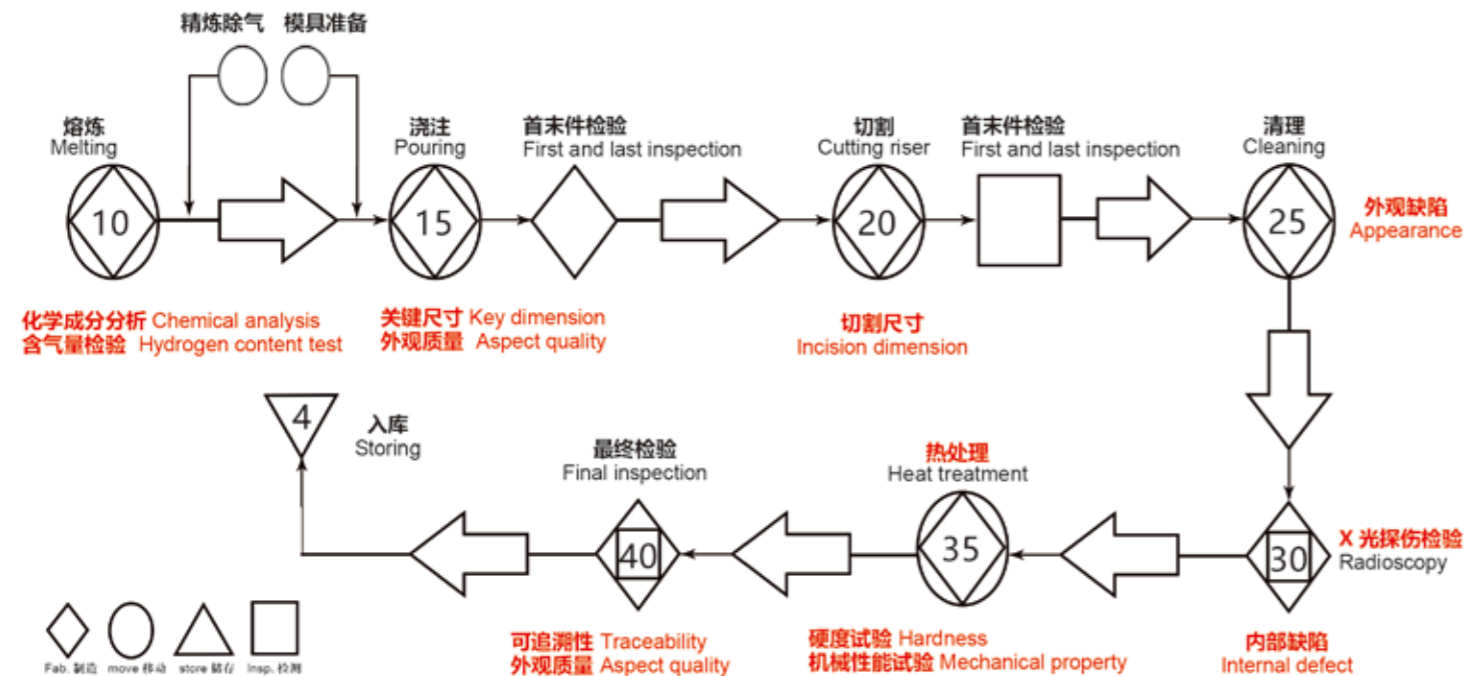 精炼除气 模具准备
熔炼
Melting
浇注
Pouring
首末件检验
First and last inspection
切割
Cutting riser
首末件检验
First and last inspection
清理
Cleaning
10
15
20
25
外观缺陷
Appearance
化学成分分析 Chemical analysis
含气量检验 Hydrogen content test
关键尺寸 Key dimension
外观质量 Aspect quality
切割尺寸
Incision dimension
4
入库
Storing
最终检验
Final inspection
热处理
Heat treatment
40
35
30
X 光探伤检验
Radioscopy
可追溯性 Traceability
外观质量 Aspect quality
硬度试验 Hardness
机械性能试验 Mechanical property
内部缺陷
Internal defect
Fab. 制造 move 移动 store 储存 Insp. 检测